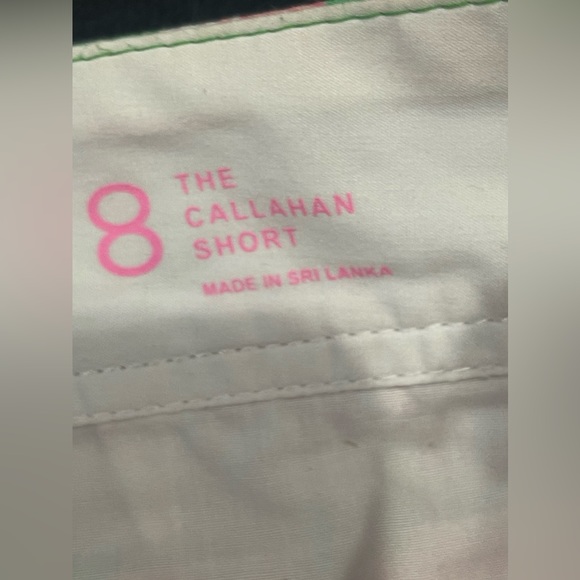 8
THE
CALLAHAN
SHORT
MADE IN SRI LANKA